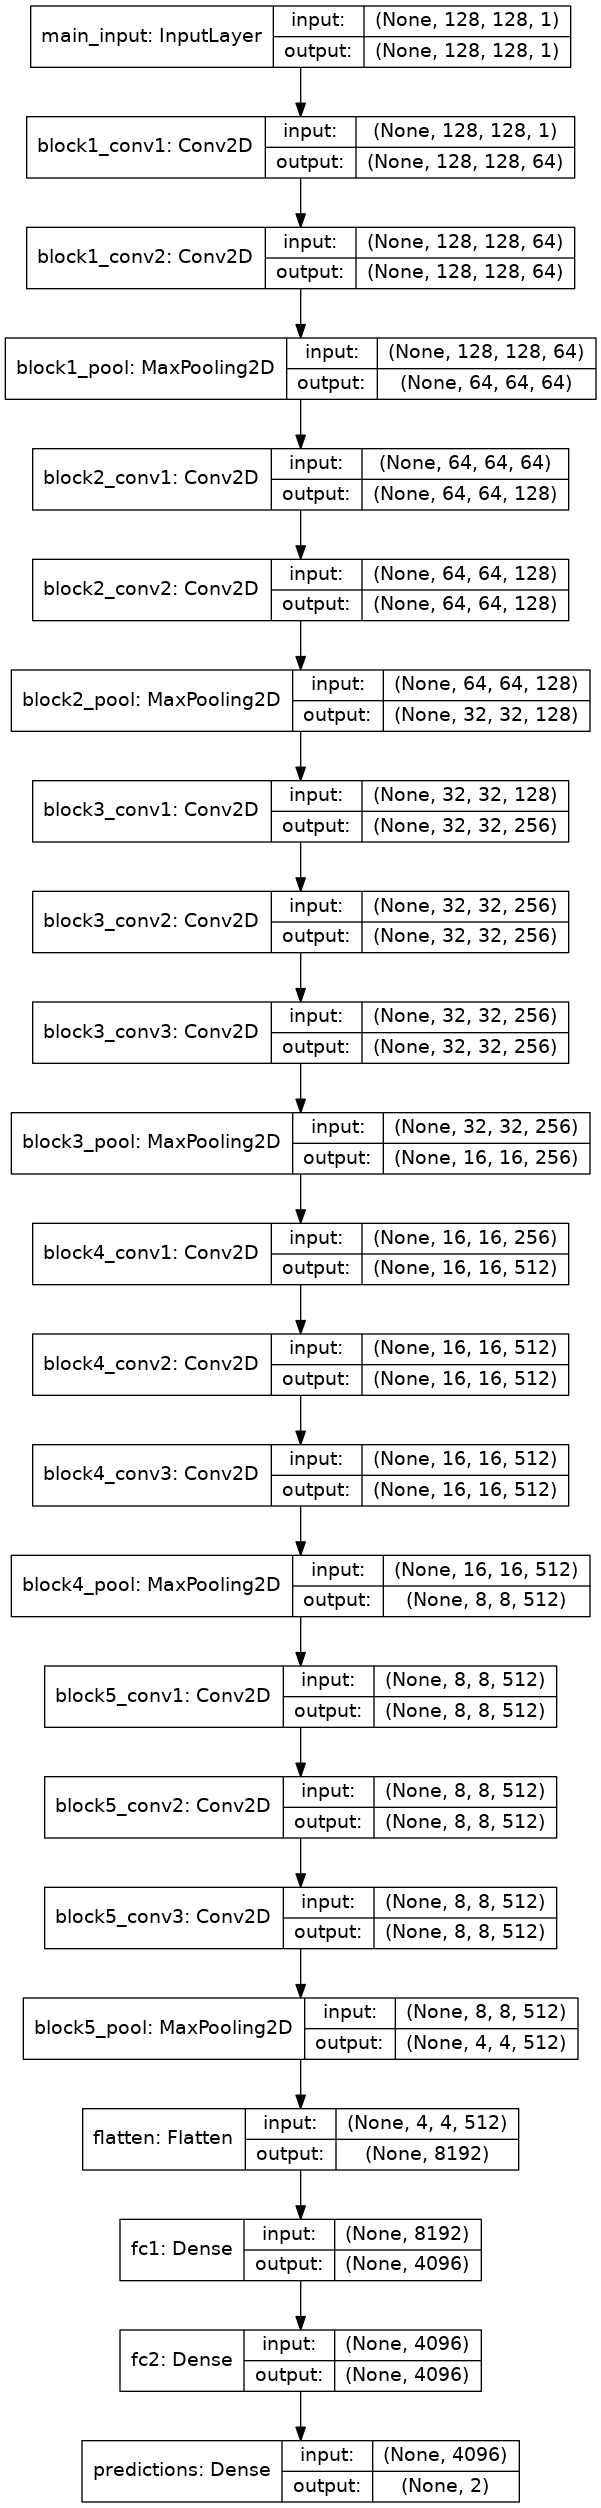 main_input: InputLayer
input: (None, 128, 128, 1)
output: (None, 128, 128, 1)
block1_conv1: Conv2D
input: (None, 128, 128, 1)
output: (None, 128, 128, 64)
block1_conv2: Conv2D
input: (None, 128, 128, 64)
output: (None, 128, 128, 64)
block1_pool: MaxPooling2D
input: (None, 128, 128, 64)
output: (None, 64, 64, 64)
block2_conv1: Conv2D
input: (None, 64, 64, 64)
output: (None, 64, 64, 128)
block2_conv2: Conv2D
input: (None, 64, 64, 128)
output: (None, 64, 64, 128)
block2_pool: MaxPooling2D
input: (None, 64, 64, 128)
output: (None, 32, 32, 128)
block3_conv1: Conv2D
input: (None, 32, 32, 128)
output: (None, 32, 32, 256)
block3_conv2: Conv2D
input: (None, 32, 32, 256)
output: (None, 32, 32, 256)
block3_conv3: Conv2D
input: (None, 32, 32, 256)
output: (None, 32, 32, 256)
block3_pool: MaxPooling2D
input: (None, 32, 32, 256)
output: (None, 16, 16, 256)
block4_conv1: Conv2D
input: (None, 16, 16, 256)
output: (None, 16, 16, 512)
block4_conv2: Conv2D
input: (None, 16, 16, 512)
output: (None, 16, 16, 512)
block4_conv3: Conv2D
input: (None, 16, 16, 512)
output: (None, 16, 16, 512)
block4_pool: MaxPooling2D
input: (None, 16, 16, 512)
output: (None, 8, 8, 512)
block5_conv1: Conv2D
input: (None, 8, 8, 512)
output: (None, 8, 8, 512)
block5_conv2: Conv2D
input: (None, 8, 8, 512)
output: (None, 8, 8, 512)
block5_conv3: Conv2D
input: (None, 8, 8, 512)
output: (None, 8, 8, 512)
block5_pool: MaxPooling2D
input: (None, 8, 8, 512)
output: (None, 4, 4, 512)
flatten: Flatten
input: (None, 4, 4, 512)
output: (None, 8192)
fc1: Dense
input: (None, 8192)
output: (None, 4096)
fc2: Dense
input: (None, 4096)
output: (None, 4096)
predictions: Dense
input: (None, 4096)
output: (None, 2)